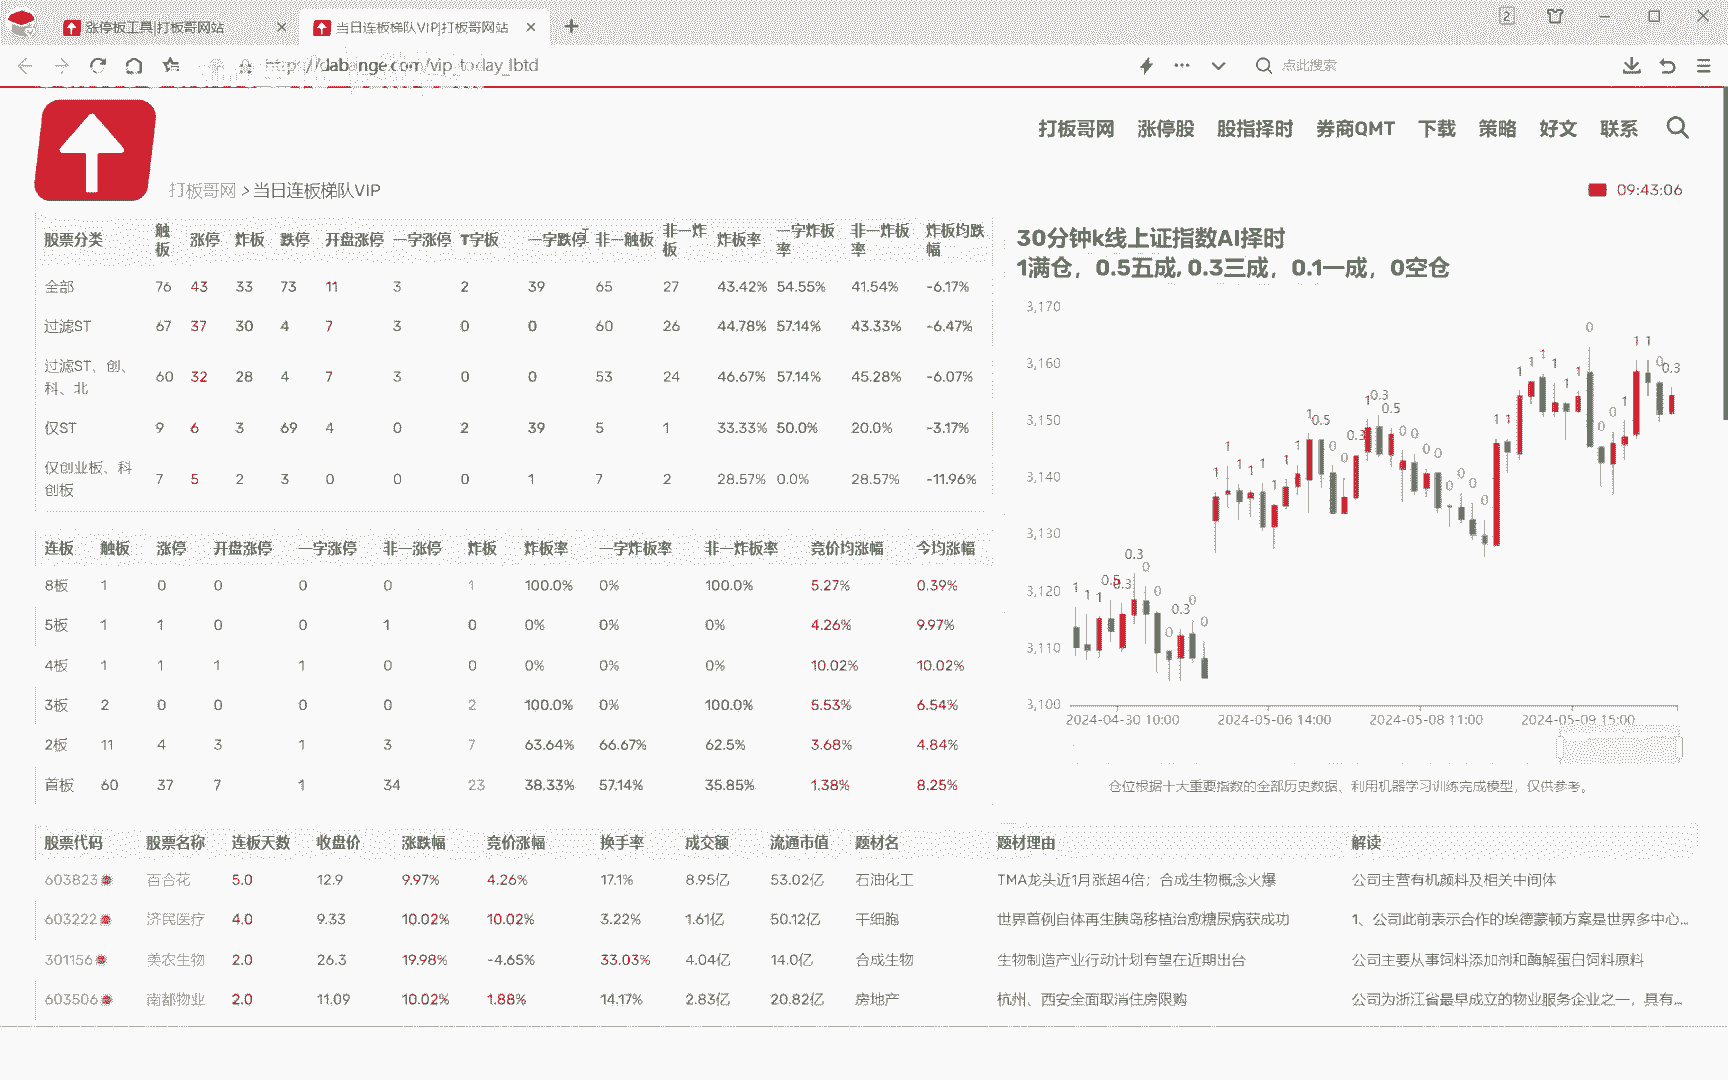 涨停板工具|打板哥网站
当日连板梯队VIP|打板哥网站
2
https://dabange.com/vip_today_lbtd
点此搜索
打板哥网 涨停股 股指择时 券商QMT 下载 策略 好文 联系
打板哥网 > 当日连板梯队VIP
09:43:06
股票分类 触板 涨停 炸板 跌停 开盘涨停 一字涨停 T字板 一字跌停 非一触板 非一炸板 炸板率 一字炸板率 非一炸板率 炸板均跌幅
全部 76 43 33 73 11 3 2 39 65 27 43.42% 54.55% 41.54% -6.17%
过滤ST 67 37 30 4 7 3 0 0 60 26 44.78% 57.14% 43.33% -6.47%
过滤ST、创、科、北 60 32 28 4 7 3 0 0 53 24 46.67% 57.14% 45.28% -6.07%
仅ST 9 6 3 69 4 0 2 39 5 1 33.33% 50.0% 20.0% -3.17%
仅创业板、科创板 7 5 2 3 0 0 0 1 7 2 28.57% 0.0% 28.57% -11.96%
连板 触板 涨停 开盘涨停 一字涨停 非一涨停 炸板 炸板率 一字炸板率 非一炸板率 竞价均涨幅 今均涨幅
8板 1 0 0 0 0 1 100.0% 0% 100.0% 5.27% 0.39%
5板 1 1 0 0 1 0 0% 0% 0% 4.26% 9.97%
4板 1 1 1 1 0 0 0% 0% 0% 10.02% 10.02%
3板 2 0 0 0 0 2 100.0% 0% 100.0% 5.53% 6.54%
2板 11 4 3 1 3 7 63.64% 66.67% 62.5% 3.68% 4.84%
首板 60 37 7 1 34 23 38.33% 57.14% 35.85% 1.38% 8.25%
30分钟k线上证指数AI择时
1满仓，0.5五成, 0.3三成，0.1一成，0空仓
3,170
3,160
3,150
3,140
3,130
3,120
3,110
3,100
2024-04-30 10:00 2024-05-06 14:00 2024-05-08 11:00 2024-05-09 15:00
仓位根据十大重要指数的全部历史数据、利用机器学习训练完成模型，仅供参考。
股票代码 股票名称 连板天数 收盘价 涨跌幅 竞价涨幅 换手率 成交额 流通市值 题材名 题材理由 解读
603823 百合花 5.0 12.9 9.97% 4.26% 17.1% 8.95亿 53.02亿 石油化工 TMA龙头近1月涨超4倍；合成生物概念火爆 公司主营有机颜料及相关中间体
603222 济民医疗 4.0 9.33 10.02% 10.02% 3.22% 1.61亿 50.12亿 干细胞 世界首例自体再生胰岛移植治愈糖尿病获成功 1、公司此前表示合作的埃德蒙顿方案是世界多中心...
301156 美农生物 2.0 26.3 19.98% -4.65% 33.03% 4.04亿 14.0亿 合成生物 生物制造产业行动计划有望在近期出台 公司主要从事饲料添加剂和酶解蛋白饲料原料
603506 南都物业 2.0 11.09 10.02% 1.88% 14.17% 2.83亿 20.82亿 房地产 杭州、西安全面取消住房限购 公司为浙江省最早成立的物业服务企业之一，具有...